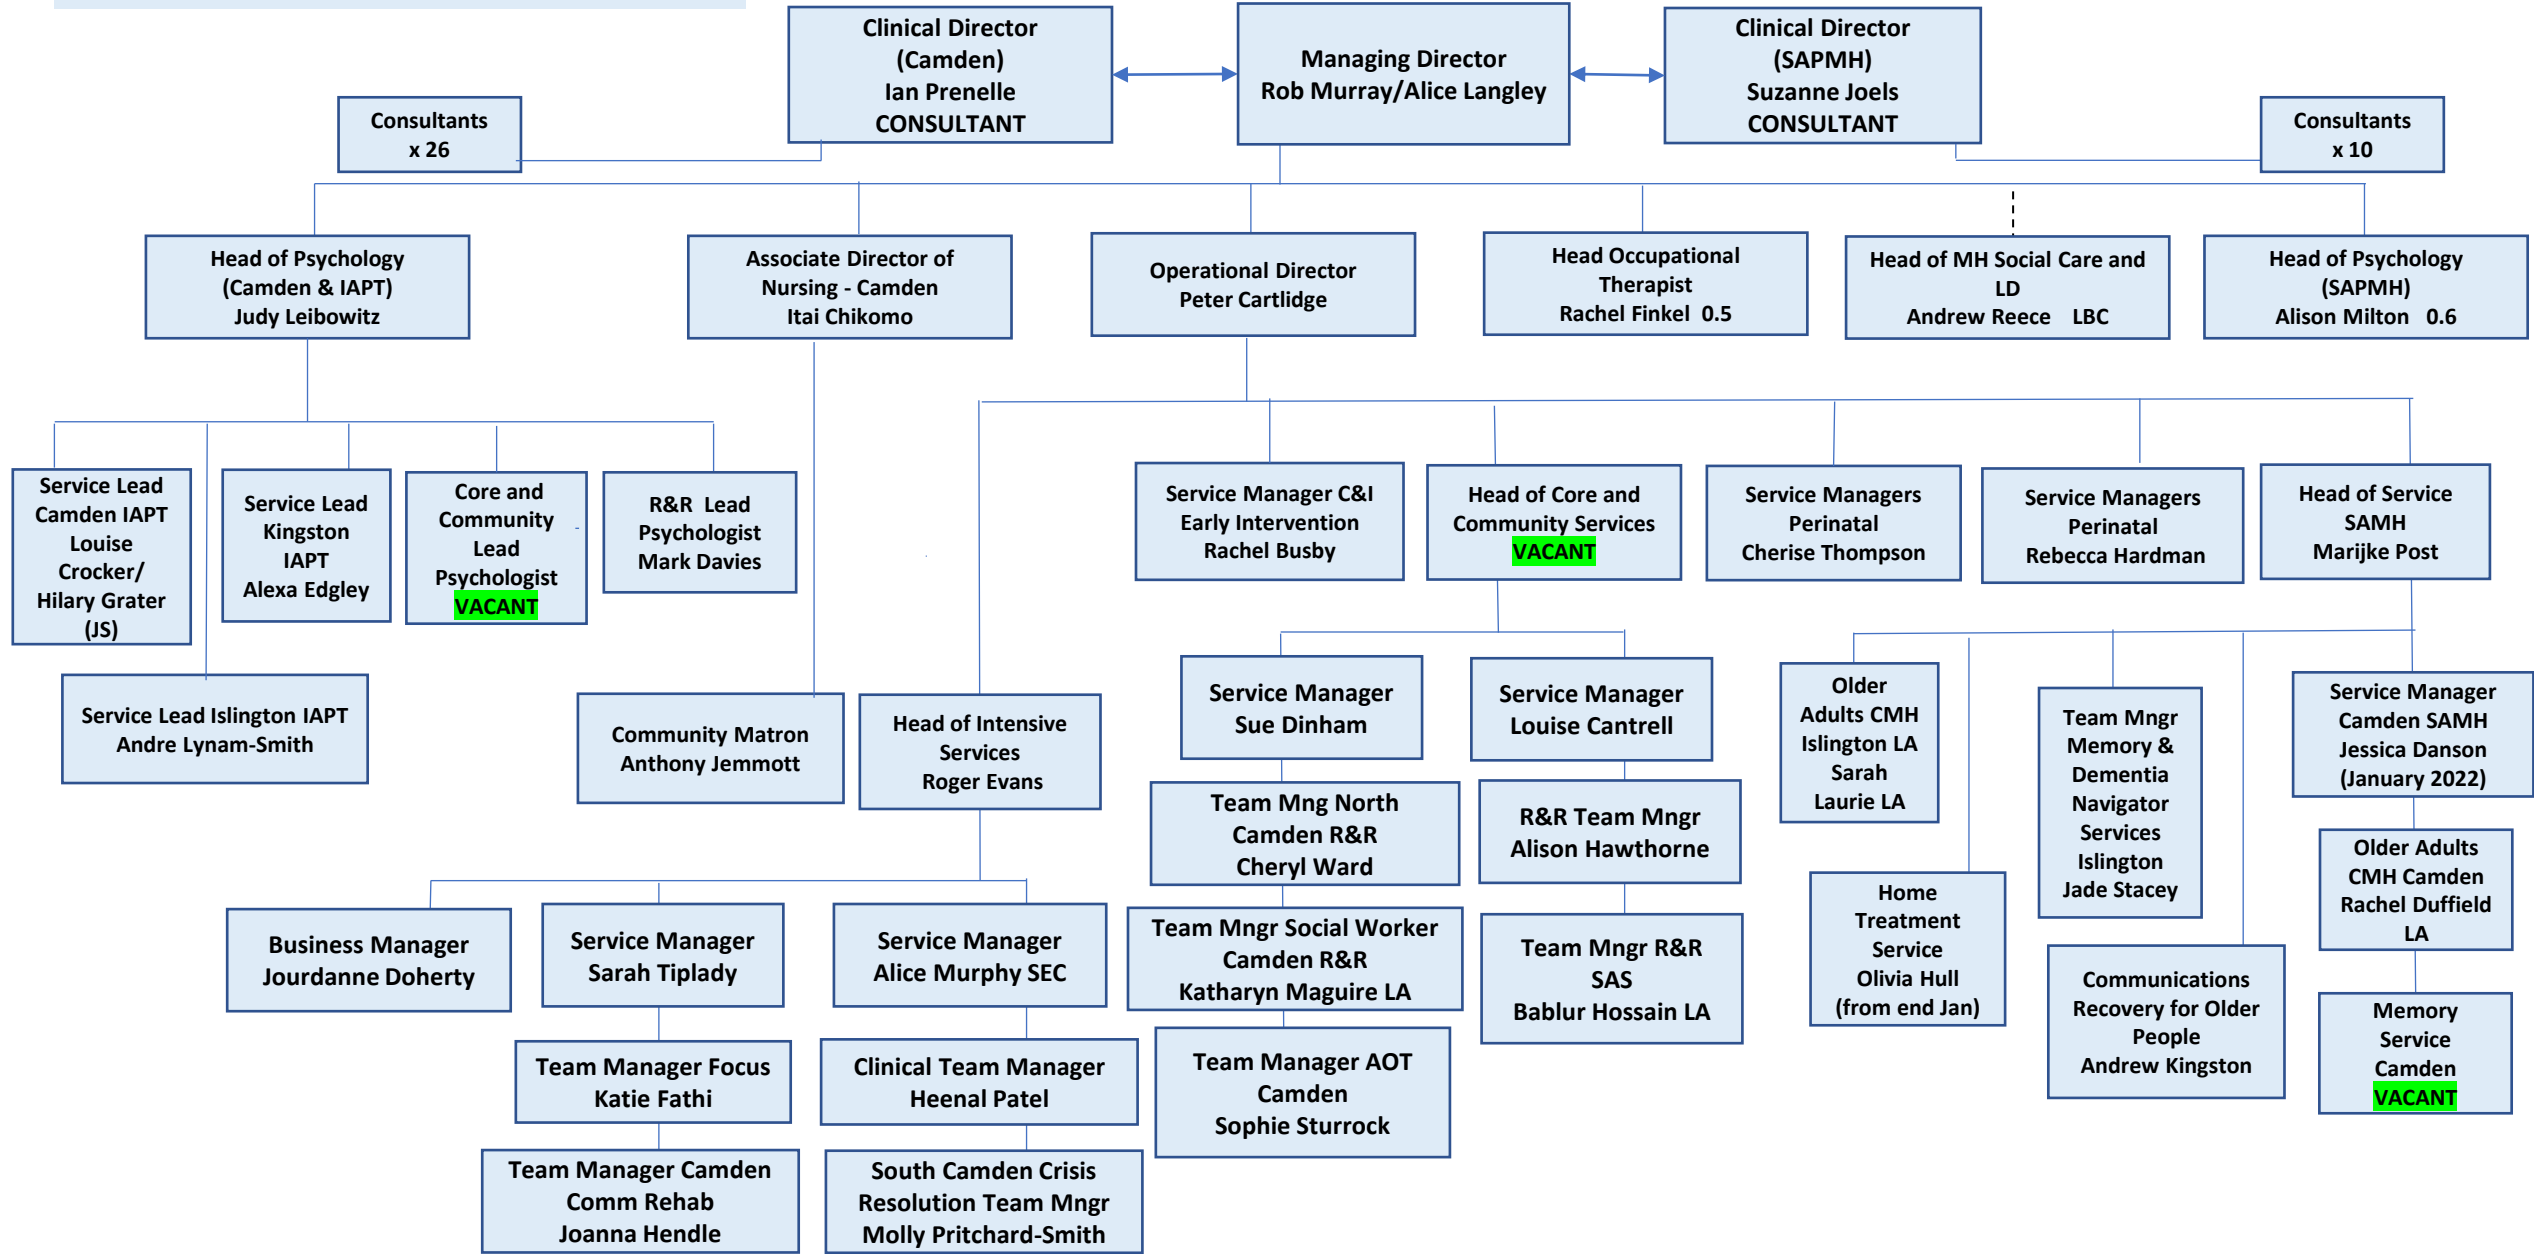 Clinical Director
(Camden)
Ian Prenelle
CONSULTANT
Managing Director
Rob Murray/Alice Langley
Clinical Director
(SAPMH)
Suzanne Joels
CONSULTANT
Consultants
x 26
Consultants
x 10
Head of Psychology
(Camden & IAPT)
Judy Leibowitz
Associate Director of
Nursing - Camden
Itai Chikomo
Operational Director
Peter Cartlidge
Head Occupational
Therapist
Rachel Finkel 0.5
Head of MH Social Care and
LD
Andrew Reece LBC
Head of Psychology
(SAPMH)
Alison Milton 0.6
Service Lead
Camden IAPT
Louise
Crocker/
Hilary Grater
(JS)
Service Lead
Kingston
IAPT
Alexa Edgley
Core and
Community
Lead
Psychologist
VACANT
R&R Lead
Psychologist
Mark Davies
Service Manager C&I
Early Intervention
Rachel Busby
Head of Core and
Community Services
VACANT
Service Managers
Perinatal
Cherise Thompson
Service Managers
Perinatal
Rebecca Hardman
Head of Service
SAMH
Marijke Post
Service Lead Islington IAPT
Andre Lynam-Smith
Community Matron
Anthony Jemmott
Head of Intensive
Services
Roger Evans
Service Manager
Sue Dinham
Service Manager
Louise Cantrell
Older
Adults CMH
Islington LA
Sarah
Laurie LA
Team Mngr
Memory &
Dementia
Navigator
Services
Islington
Jade Stacey
Service Manager
Camden SAMH
Jessica Danson
(January 2022)
Team Mng North
Camden R&R
Cheryl Ward
R&R Team Mngr
Alison Hawthorne
Older Adults
CMH Camden
Rachel Duffield
LA
Home
Treatment
Service
Olivia Hull
(from end Jan)
Business Manager
Jourdanne Doherty
Service Manager
Sarah Tiplady
Service Manager
Alice Murphy SEC
Team Mngr Social Worker
Camden R&R
Katharyn Maguire LA
Team Mngr R&R
SAS
Bablur Hossain LA
Communications
Recovery for Older
People
Andrew Kingston
Memory
Service
Camden
VACANT
Team Manager Focus
Katie Fathi
Clinical Team Manager
Heenal Patel
Team Manager AOT
Camden
Sophie Sturrock
Team Manager Camden
Comm Rehab
Joanna Hendle
South Camden Crisis
Resolution Team Mngr
Molly Pritchard-Smith